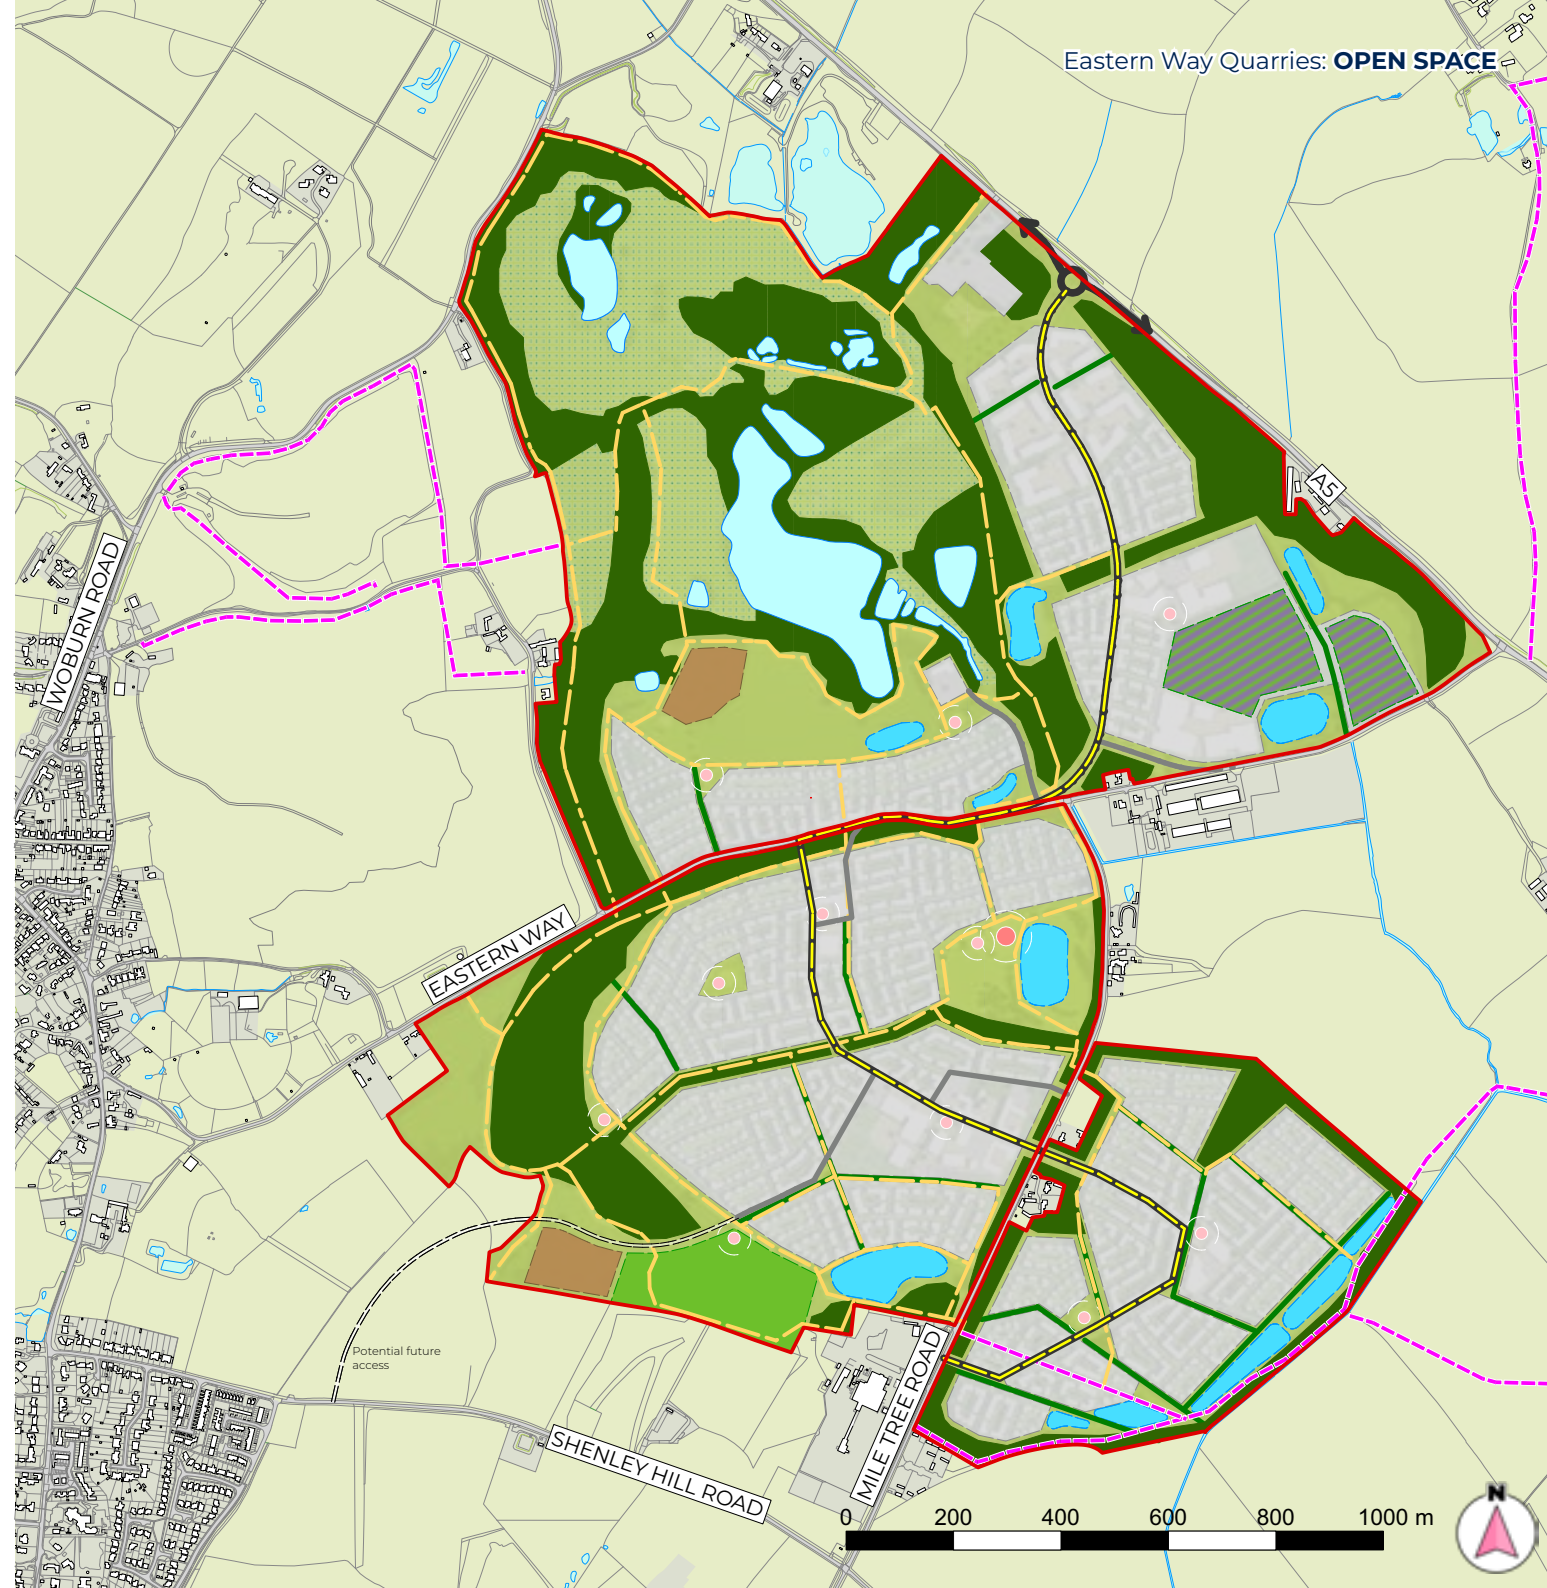 Eastern Way Quarries: OPEN SPACE
A5
WOBURN ROAD
EASTERN WAY
Potential future
access
SHENLEY HILL ROAD
MILE TREE ROAD
0 200 400 600 800 1000 m
N